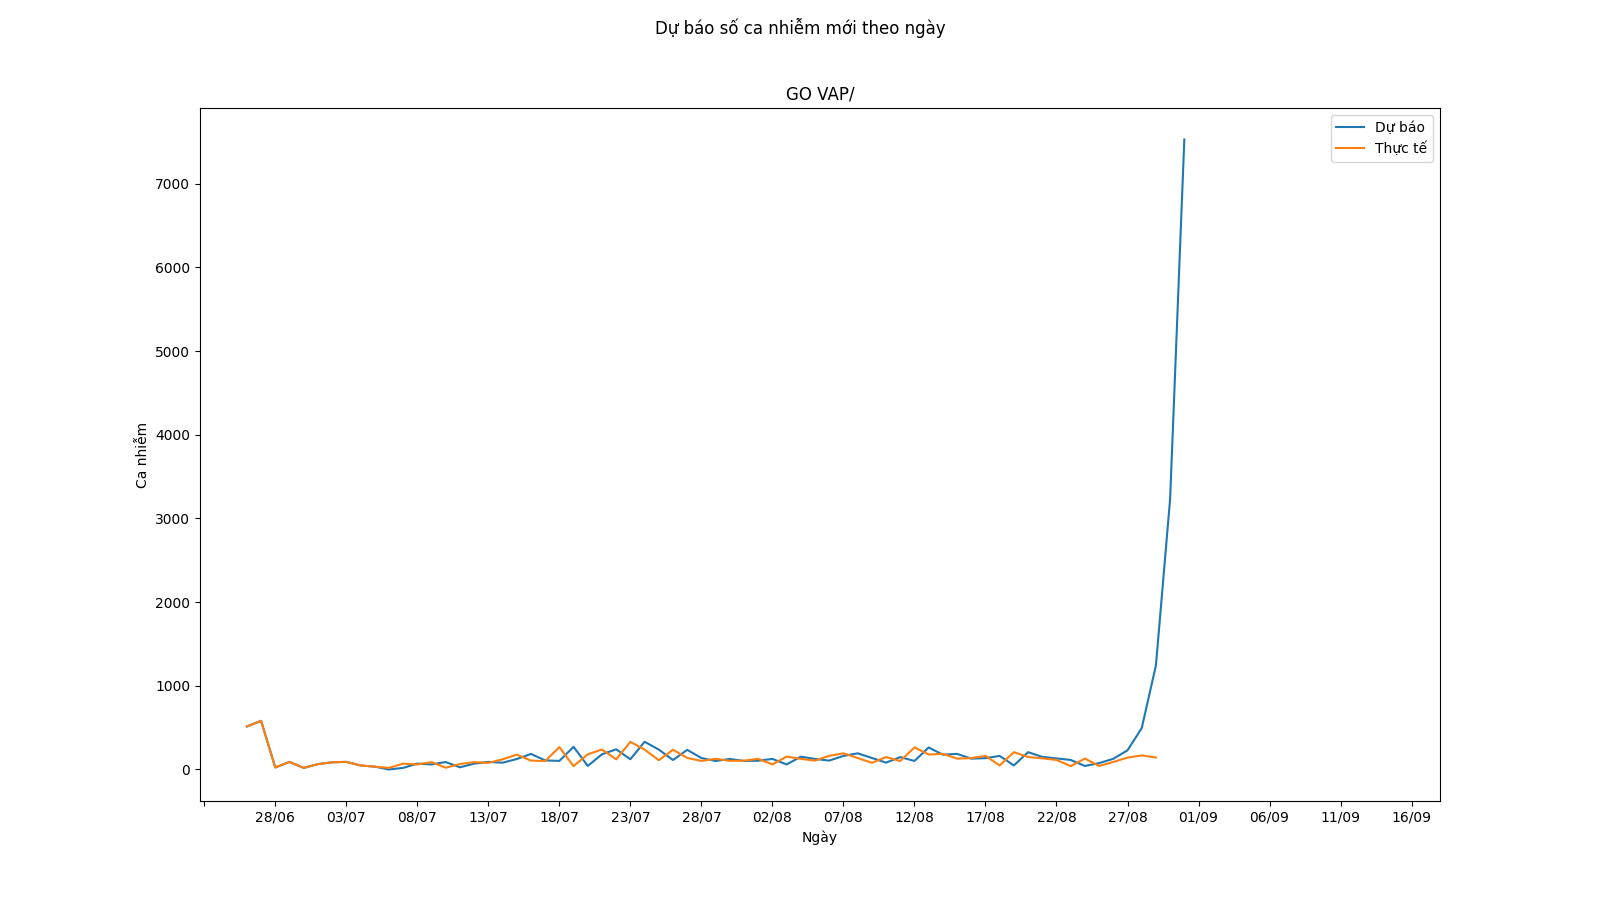 Dự báo số ca nhiễm mới theo ngày
GO VAP/
Dự báo
Thực tế
7000
6000
5000
4000
3000
2000
1000
0
Ca nhiễm
28/06 03/07 08/07 13/07 18/07 23/07 28/07 02/08 07/08 12/08 17/08 22/08 27/08 01/09 06/09 11/09 16/09
Ngày